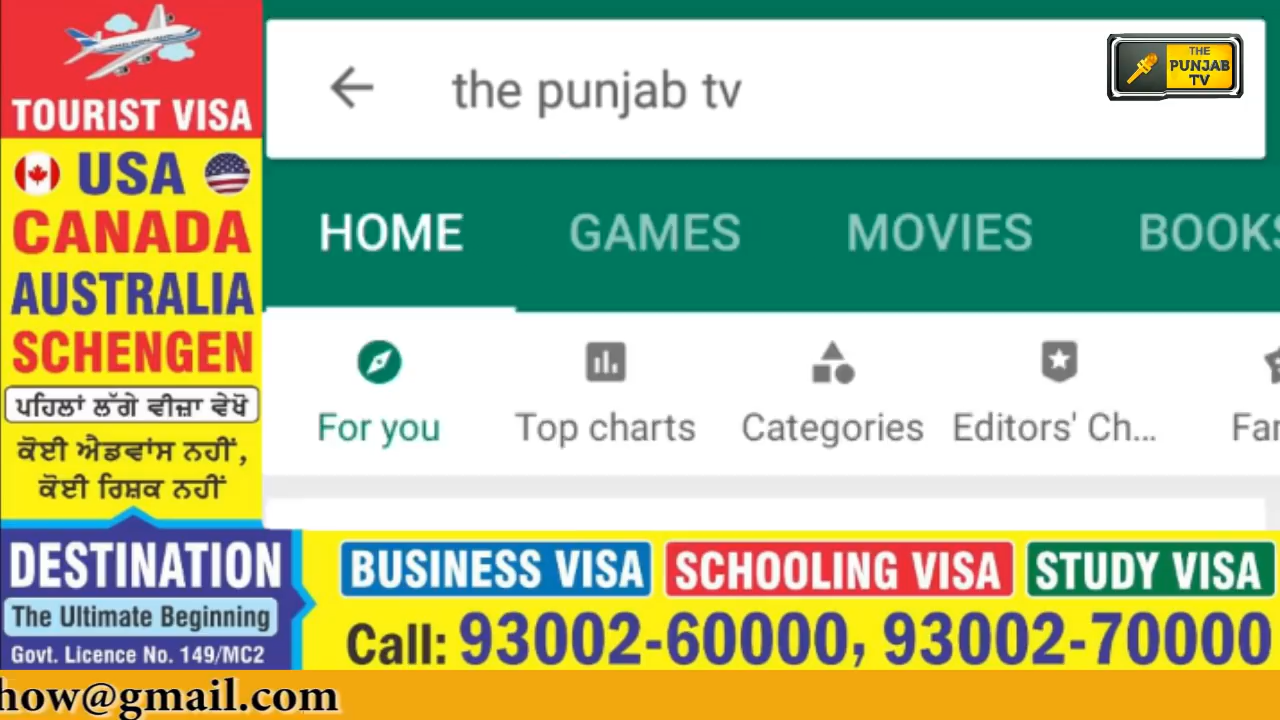 TOURIST VISA
USA
CANADA
AUSTRALIA
SCHENGEN
ਪਹਿਲਾਂ ਲੱਗੇ ਵੀਜ਼ਾ ਵੇਖੋ
ਕੋਈ ਐਡਵਾਂਸ ਨਹੀਂ,
ਕੋਈ ਰਿਸ਼ਕ ਨਹੀਂ
the punjab tv
THE
PUNJAB
TV
HOME GAMES MOVIES BOOKS
For you Top charts Categories Editors' Ch...
DESTINATION
The Ultimate Beginning
Govt. Licence No. 149/MC2
BUSINESS VISA SCHOOLING VISA STUDY VISA
Call: 93002-60000, 93002-70000
how@gmail.com